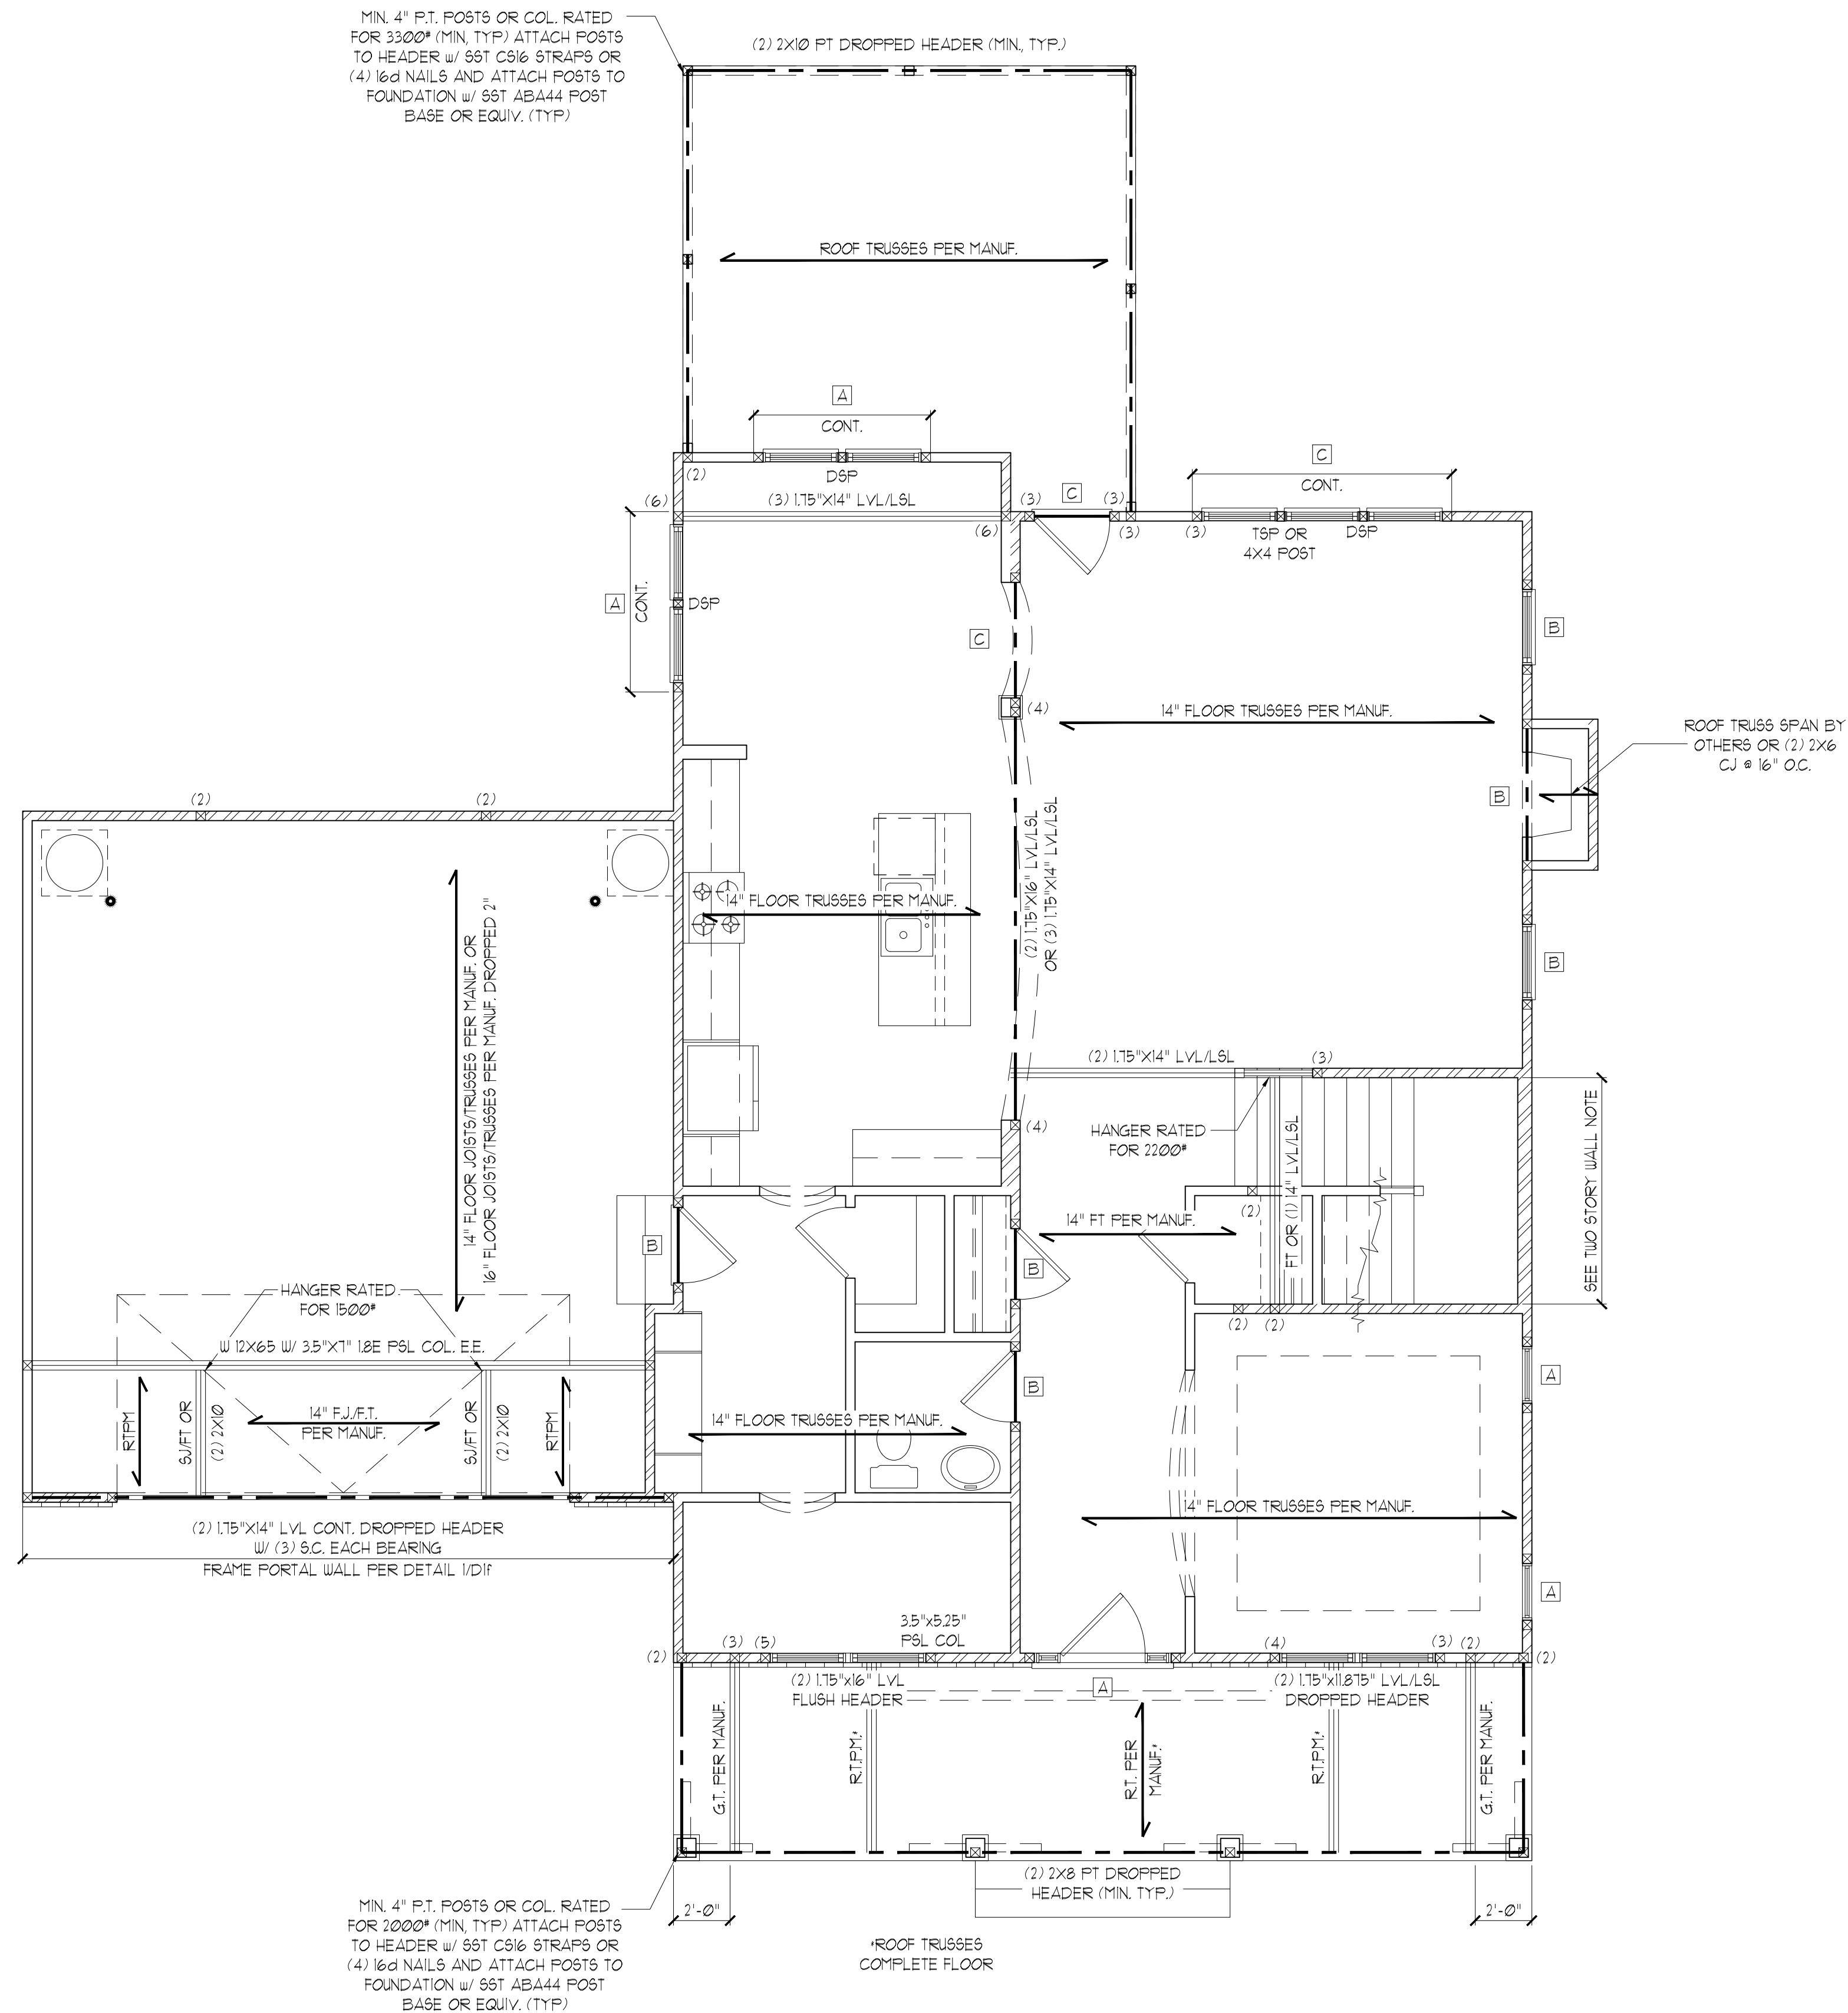 MIN. 4" P.T. POSTS OR COL. RATED
FOR 3300# (MIN, TYP) ATTACH POSTS
TO HEADER w/ SST CS16 STRAPS OR
(4) 16d NAILS AND ATTACH POSTS TO
FOUNDATION w/ SST ABA44 POST
BASE OR EQUIV. (TYP)
(2) 2X10 PT DROPPED HEADER (MIN., TYP.)
ROOF TRUSSES PER MANUF.
A
CONT.
DSP
(2)
(6)
(3) 1.75"X14" LVL/LSL
(6)
(3)
C
(3)
(3)
C
CONT.
(3)
TSP OR
4X4 POST
DSP
A
CONT.
DSP
C
B
(4)
14" FLOOR TRUSSES PER MANUF.
ROOF TRUSS SPAN BY
OTHERS OR (2) 2X6
CJ @ 16" O.C.
B
(2)
(2)
(2) 1.75"X16" LVL/LSL
OR (3) 1.75"X14" LVL/LSL
14" FLOOR TRUSSES PER MANUF.
B
14" FLOOR JOISTS/TRUSSES PER MANUF. OR
16" FLOOR JOISTS/TRUSSES PER MANUF. DROPPED 2"
(2) 1.75"X14" LVL/LSL
(3)
HANGER RATED
FOR 2200#
(4)
FT OR (1) 14" LVL/LSL
SEE TWO STORY WALL NOTE
14" FT PER MANUF.
(2)
B
B
HANGER RATED
FOR 1500#
(2)
(2)
W 12X65 W/ 3.5"X7" 1.8E PSL COL. E.E.
B
A
RTPM
SJ/FT OR
(2) 2X10
14" F.J./F.T.
PER MANUF.
SJ/FT OR
(2) 2X10
RTPM
14" FLOOR TRUSSES PER MANUF.
14" FLOOR TRUSSES PER MANUF.
(2) 1.75"X14" LVL CONT. DROPPED HEADER
W/ (3) S.C. EACH BEARING
FRAME PORTAL WALL PER DETAIL 1/D1f
A
3.5"x5.25"
PSL COL
(2)
(3)
(5)
(4)
(3)
(2)
(2)
(2) 1.75"x16" LVL
FLUSH HEADER
A
(2) 1.75"x11.875" LVL/LSL
DROPPED HEADER
G.T. PER MANUF.
R.T.P.M.*
R.T. PER
MANUF.*
R.T.P.M.*
G.T. PER MANUF.
(2) 2X8 PT DROPPED
HEADER (MIN. TYP.)
2'-0"
2'-0"
MIN. 4" P.T. POSTS OR COL. RATED
FOR 2000# (MIN, TYP) ATTACH POSTS
TO HEADER w/ SST CS16 STRAPS OR
(4) 16d NAILS AND ATTACH POSTS TO
FOUNDATION w/ SST ABA44 POST
BASE OR EQUIV. (TYP)
*ROOF TRUSSES
COMPLETE FLOOR